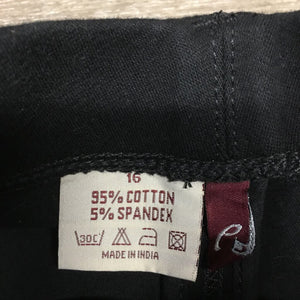 16
95% COTTON
5% SPANDEX
30C
MADE IN INDIA